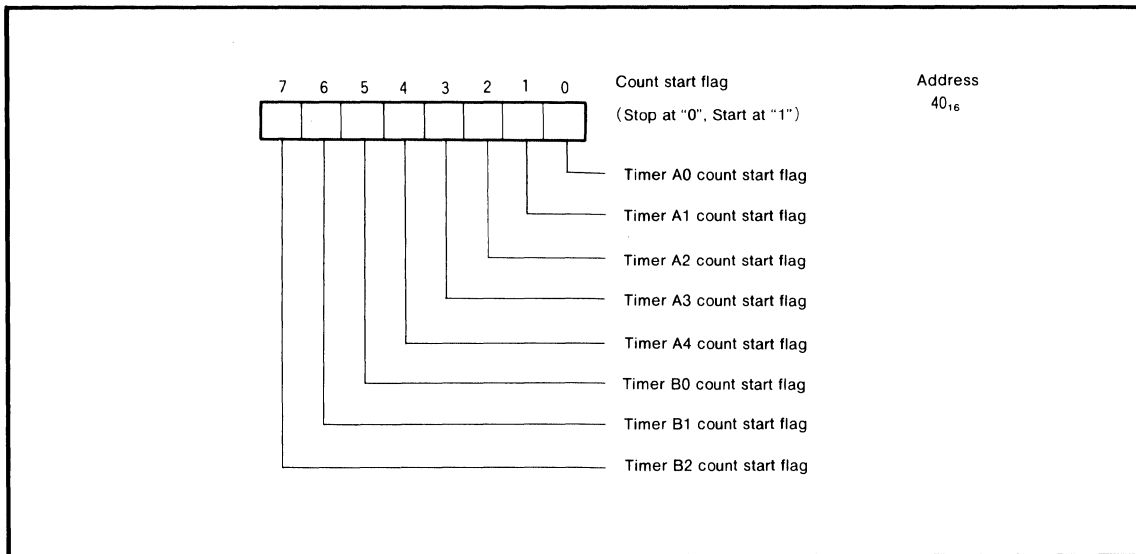 7 6 5 4 3 2 1 0
Count start flag
(Stop at "0", Start at "1")
Address
40₁₆
Timer A0 count start flag
Timer A1 count start flag
Timer A2 count start flag
Timer A3 count start flag
Timer A4 count start flag
Timer B0 count start flag
Timer B1 count start flag
Timer B2 count start flag